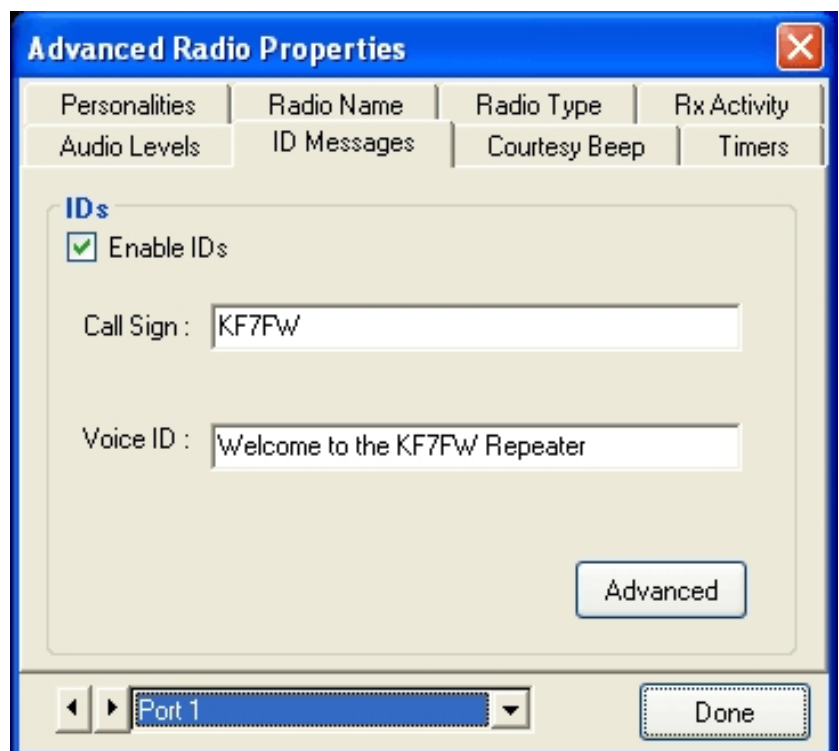 Advanced Radio Properties
Personalities Radio Name Radio Type Rx Activity
Audio Levels ID Messages Courtesy Beep Timers
IDs
Enable IDs
Call Sign : KF7FW
Voice ID : Welcome to the KF7FW Repeater
Advanced
Port 1 Done